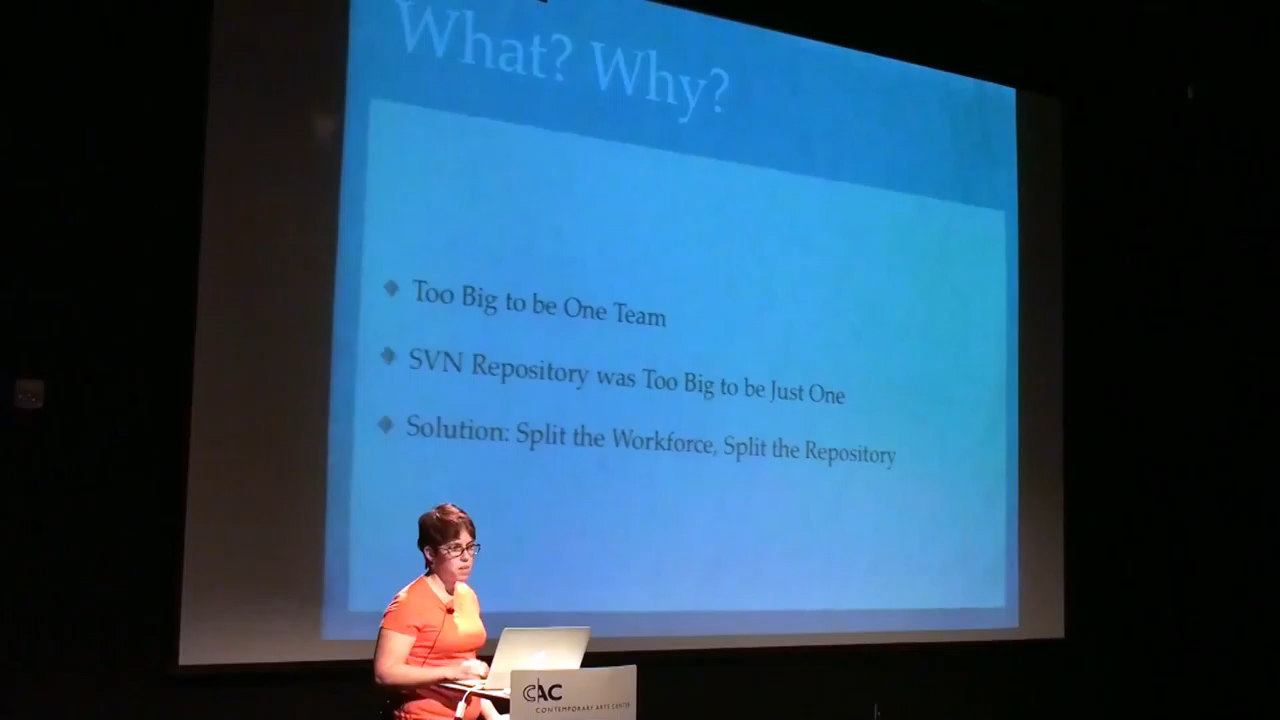 What? Why?
Too Big to be One Team
SVN Repository was Too Big to be Just One
Solution: Split the Workforce, Split the Repository
CAC
CONTEMPORARY ARTS CENTER